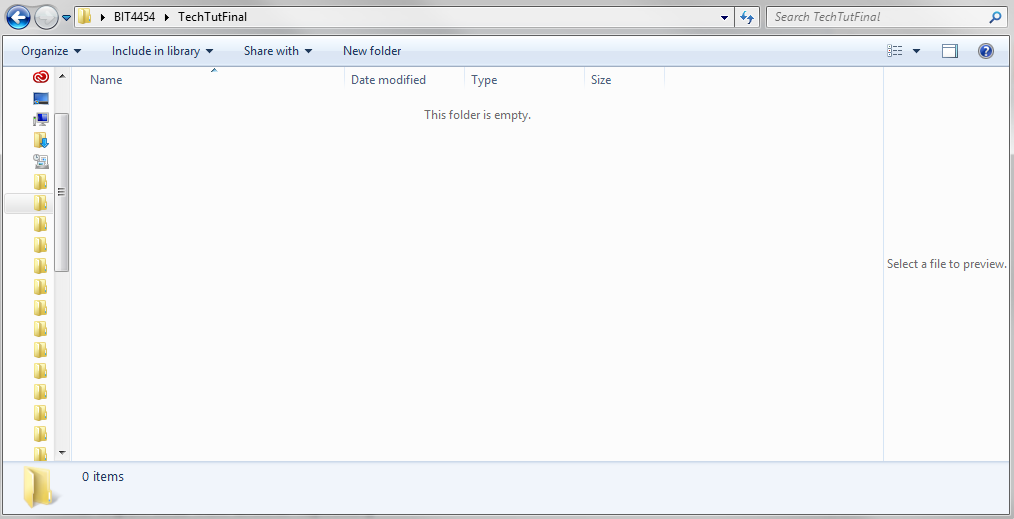 BIT4454 TechTutFinal Search TechTutFinal
Organize Include in library Share with New folder
Name Date modified Type Size
This folder is empty.
Select a file to preview.
0 items